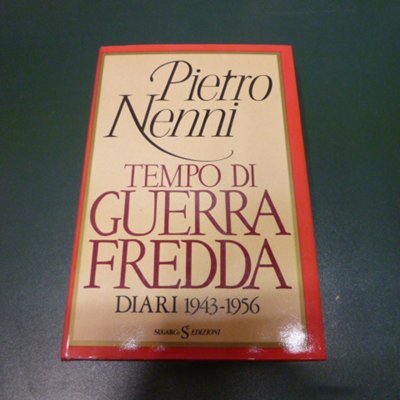 Pietro
Nenni
TEMPO DI
GUERRA
FREDDA
DIARI 1943-1956
SUGARCo S EDIZIONI